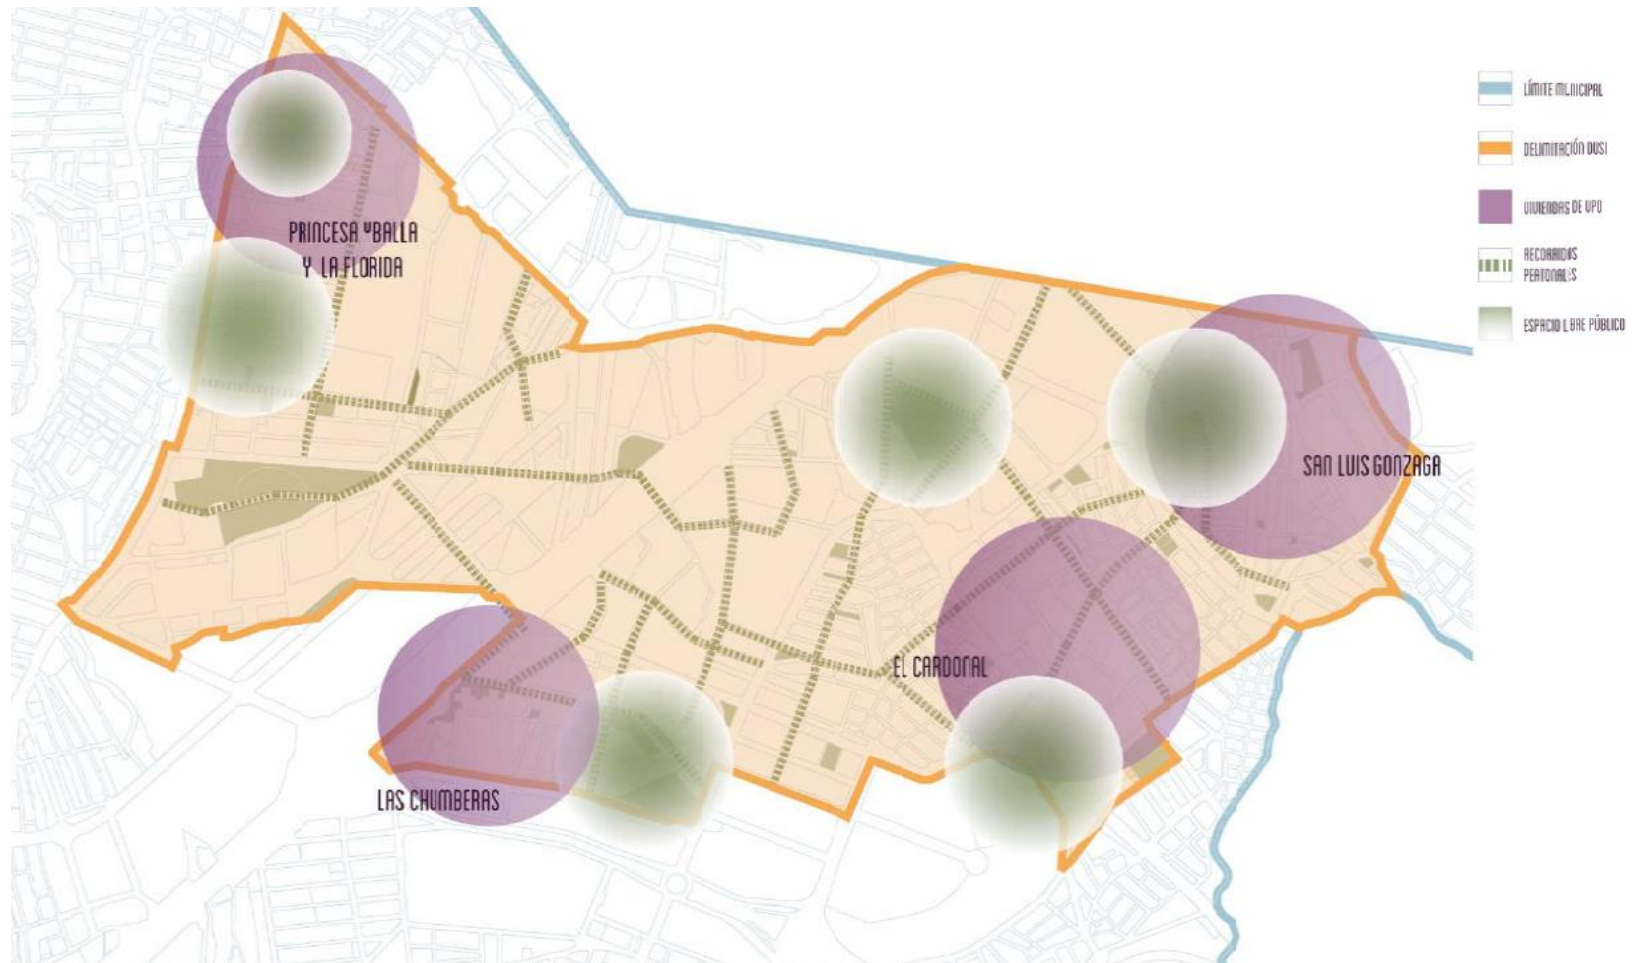 PRINCESA YBALLA
Y LA FLORIDA
SAN LUIS GONZAGA
EL CARDONAL
LAS CHUMBERAS
LÍMITE MUNICIPAL
DELIMITACIÓN DUSI
VIVIENDAS DE VPO
RECORRIDOS
PEATONALES
ESPACIO LIBRE PÚBLICO